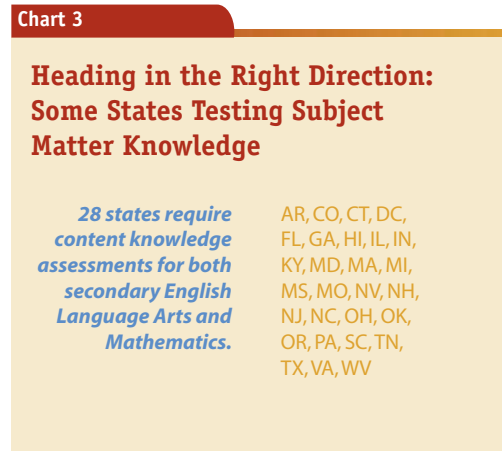 Chart 3
Heading in the Right Direction:
Some States Testing Subject
Matter Knowledge
28 states require
content knowledge
assessments for both
secondary English
Language Arts and
Mathematics.
AR, CO, CT, DC,
FL, GA, HI, IL, IN,
KY, MD, MA, MI,
MS, MO, NV, NH,
NJ, NC, OH, OK,
OR, PA, SC, TN,
TX, VA, WV